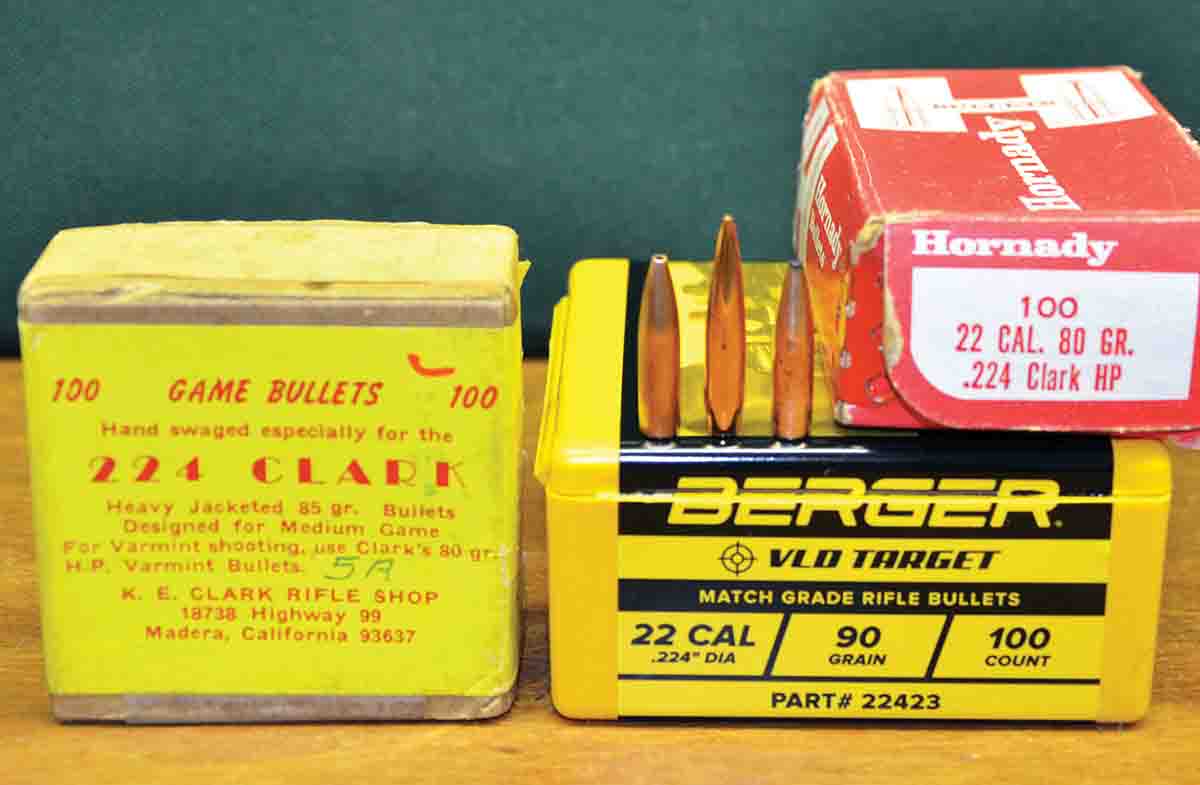 100 GAME BULLETS 100
Hand swaged especially for the
224 CLARK
Heavy Jacketed 85 gr. Bullets
Designed for Medium Game
For Varmint shooting, use Clark's 80 gr.
H.P. Varmint Bullets. 5A
K. E. CLARK RIFLE SHOP
18738 Highway 99
Madera, California 93637
BERGER®
VLD TARGET
MATCH GRADE RIFLE BULLETS
22 CAL 90 100
.224" DIA GRAIN COUNT
PART# 22423
Hornady
Hornady
Hornady
100
22 CAL. 80 GR.
.224 Clark HP